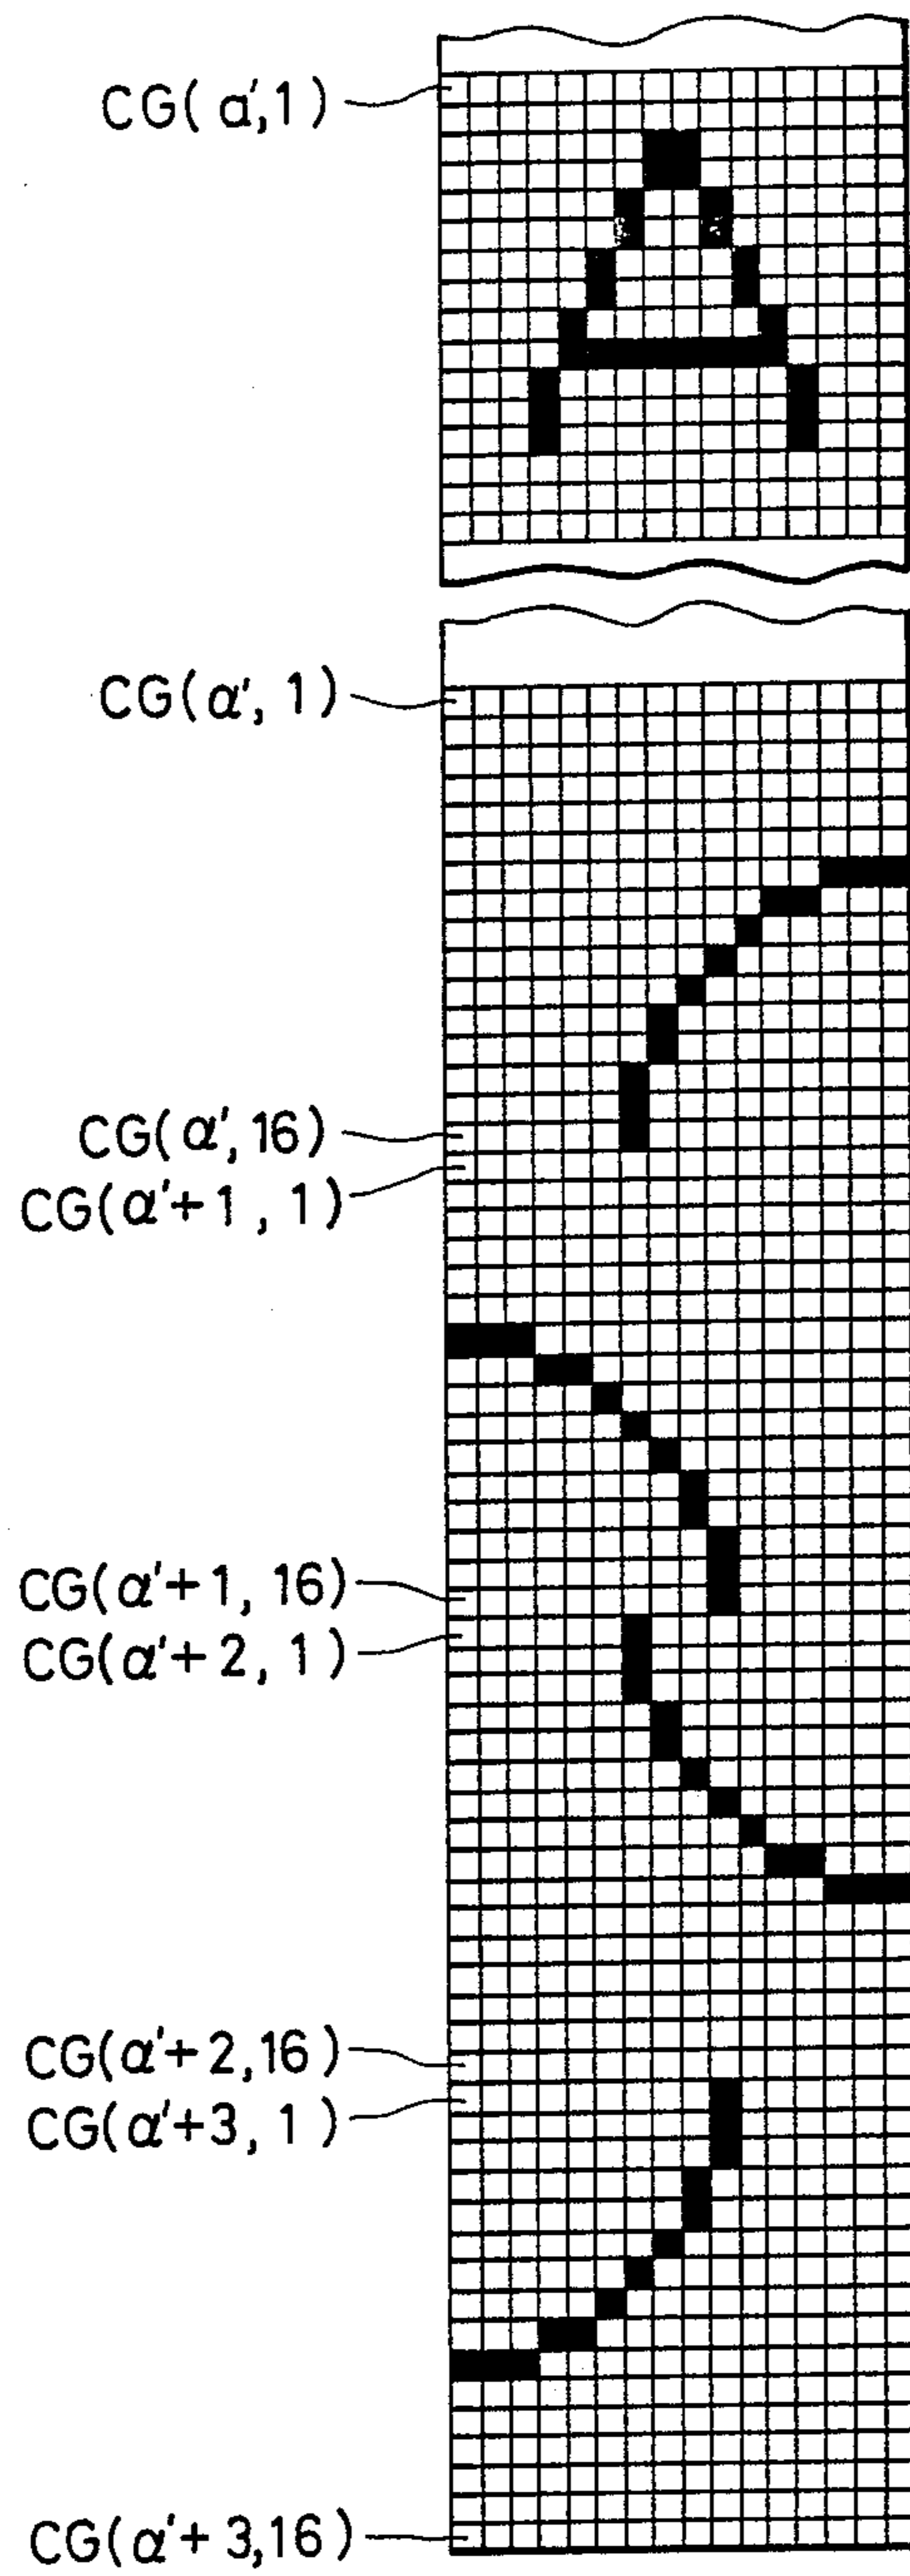 CG(a',1)
CG(α', 1)
CG(α',16)
CG(α'+1, 1)
CG(α'+1, 16)
CG(α'+2, 1)
CG(α'+2,16)
CG(α'+3, 1)
CG(α'+3,16)